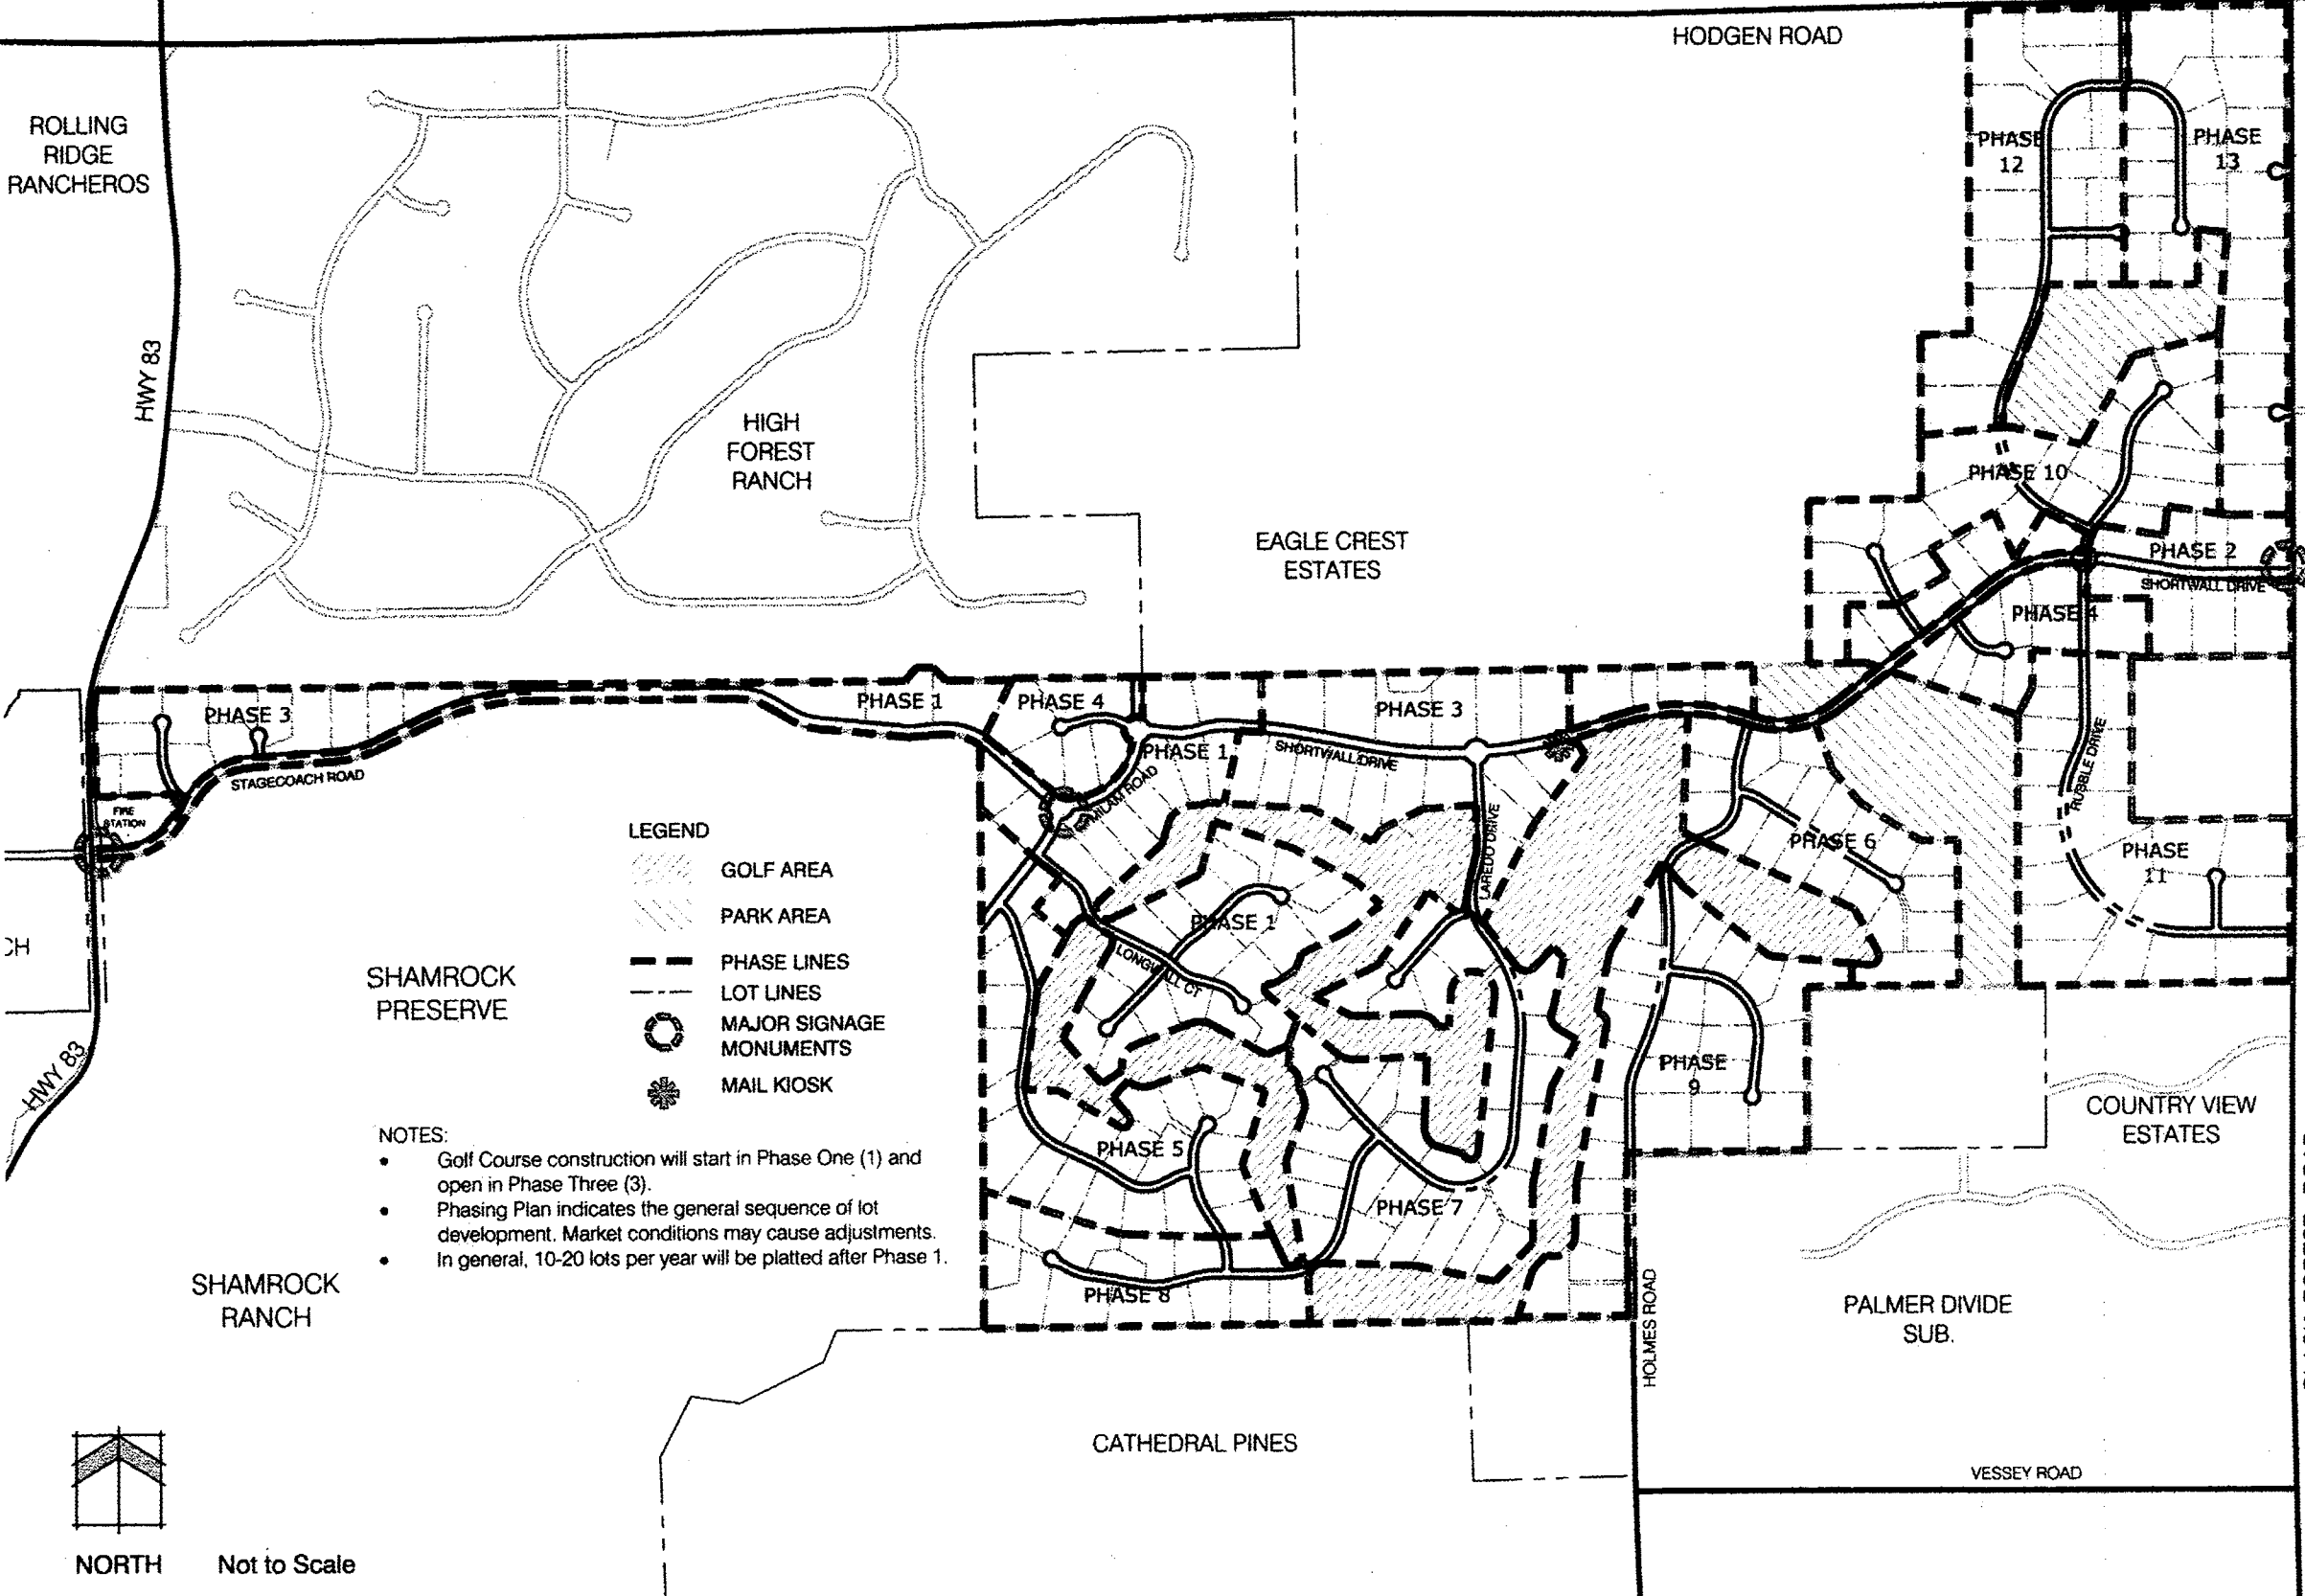 HODGEN ROAD
ROLLING
RIDGE
RANCHEROS
PHASE
12
PHASE
13
HWY 83
HIGH
FOREST
RANCH
PHASE 10
EAGLE CREST
ESTATES
PHASE 2
SHORTWALL DRIVE
PHASE 4
PHASE 3
STAGECOACH ROAD
FIRE
STATION
PHASE 1
PHASE 4
PHASE 1
MILAM ROAD
SHORTWALL DRIVE
PHASE 3
LAREDO DRIVE
RUBBLE DRIVE
PHASE 6
PHASE
11
PHASE 1
LONGWALL CT
LEGEND
GOLF AREA
PARK AREA
PHASE LINES
LOT LINES
MAJOR SIGNAGE
MONUMENTS
MAIL KIOSK
CH
SHAMROCK
PRESERVE
HWY 83
PHASE
9
COUNTRY VIEW
ESTATES
NOTES:
• Golf Course construction will start in Phase One (1) and
open in Phase Three (3).
• Phasing Plan indicates the general sequence of lot
development. Market conditions may cause adjustments.
• In general, 10-20 lots per year will be platted after Phase 1.
PHASE 5
PHASE 7
PHASE 8
SHAMROCK
RANCH
HOLMES ROAD
PALMER DIVIDE
SUB.
CATHEDRAL PINES
VESSEY ROAD
NORTH Not to Scale